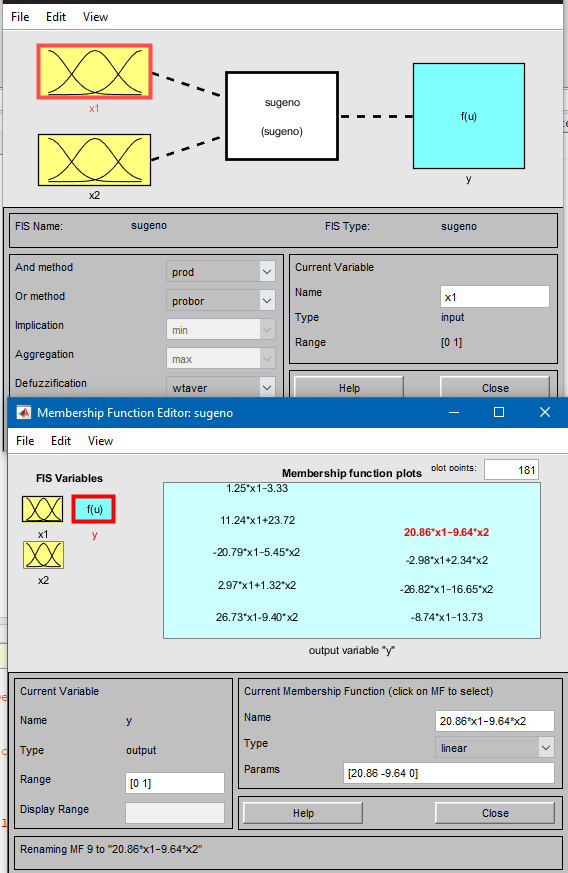 File Edit View
x1
x2
sugeno
(sugeno)
f(u)
y
FIS Name: sugeno FIS Type: sugeno
And method prod
Or method probor
Implication min
Aggregation max
Defuzzification wtaver
Current Variable
Name x1
Type input
Range [0 1]
Help Close
Membership Function Editor: sugeno
File Edit View
FIS Variables
f(u)
x1 y
x2
Membership function plots plot points: 181
1.25*x1-3.33
11.24*x1+23.72
-20.79*x1-5.45*x2
2.97*x1+1.32*x2
26.73*x1-9.40*x2
20.86*x1-9.64*x2
-2.98*x1+2.34*x2
-26.82*x1-16.65*x2
-8.74*x1-13.73
output variable "y"
Current Variable
Name y
Type output
Range [0 1]
Display Range
Current Membership Function (click on MF to select)
Name 20.86*x1-9.64*x2
Type linear
Params [20.86 -9.64 0]
Help Close
Renaming MF 9 to "20.86*x1-9.64*x2"